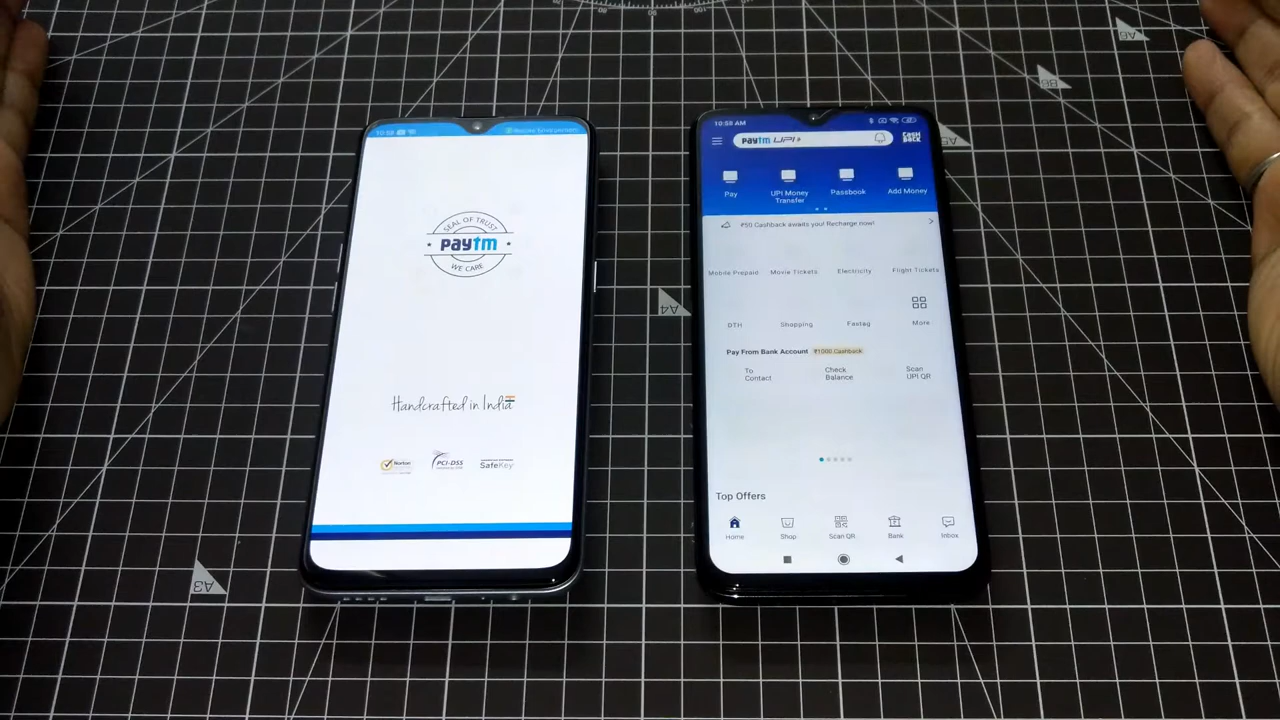 SEAL OF TRUST
paytm
WE CARE
Handcrafted in India
Norton
PCI-DSS
SafeKey
10:58 AM
paytm UPI
CASH BACK
Pay
UPI Money Transfer
Passbook
Add Money
₹50 Cashback awaits you! Recharge now!
Mobile Prepaid
Movie Tickets
Electricity
Flight Tickets
DTH
Shopping
Fastag
More
Pay From Bank Account
₹1000 Cashback
To Contact
Check Balance
Scan UPI QR
Top Offers
Home
Shop
Scan QR
Bank
Inbox
A3
A4
A5
A6